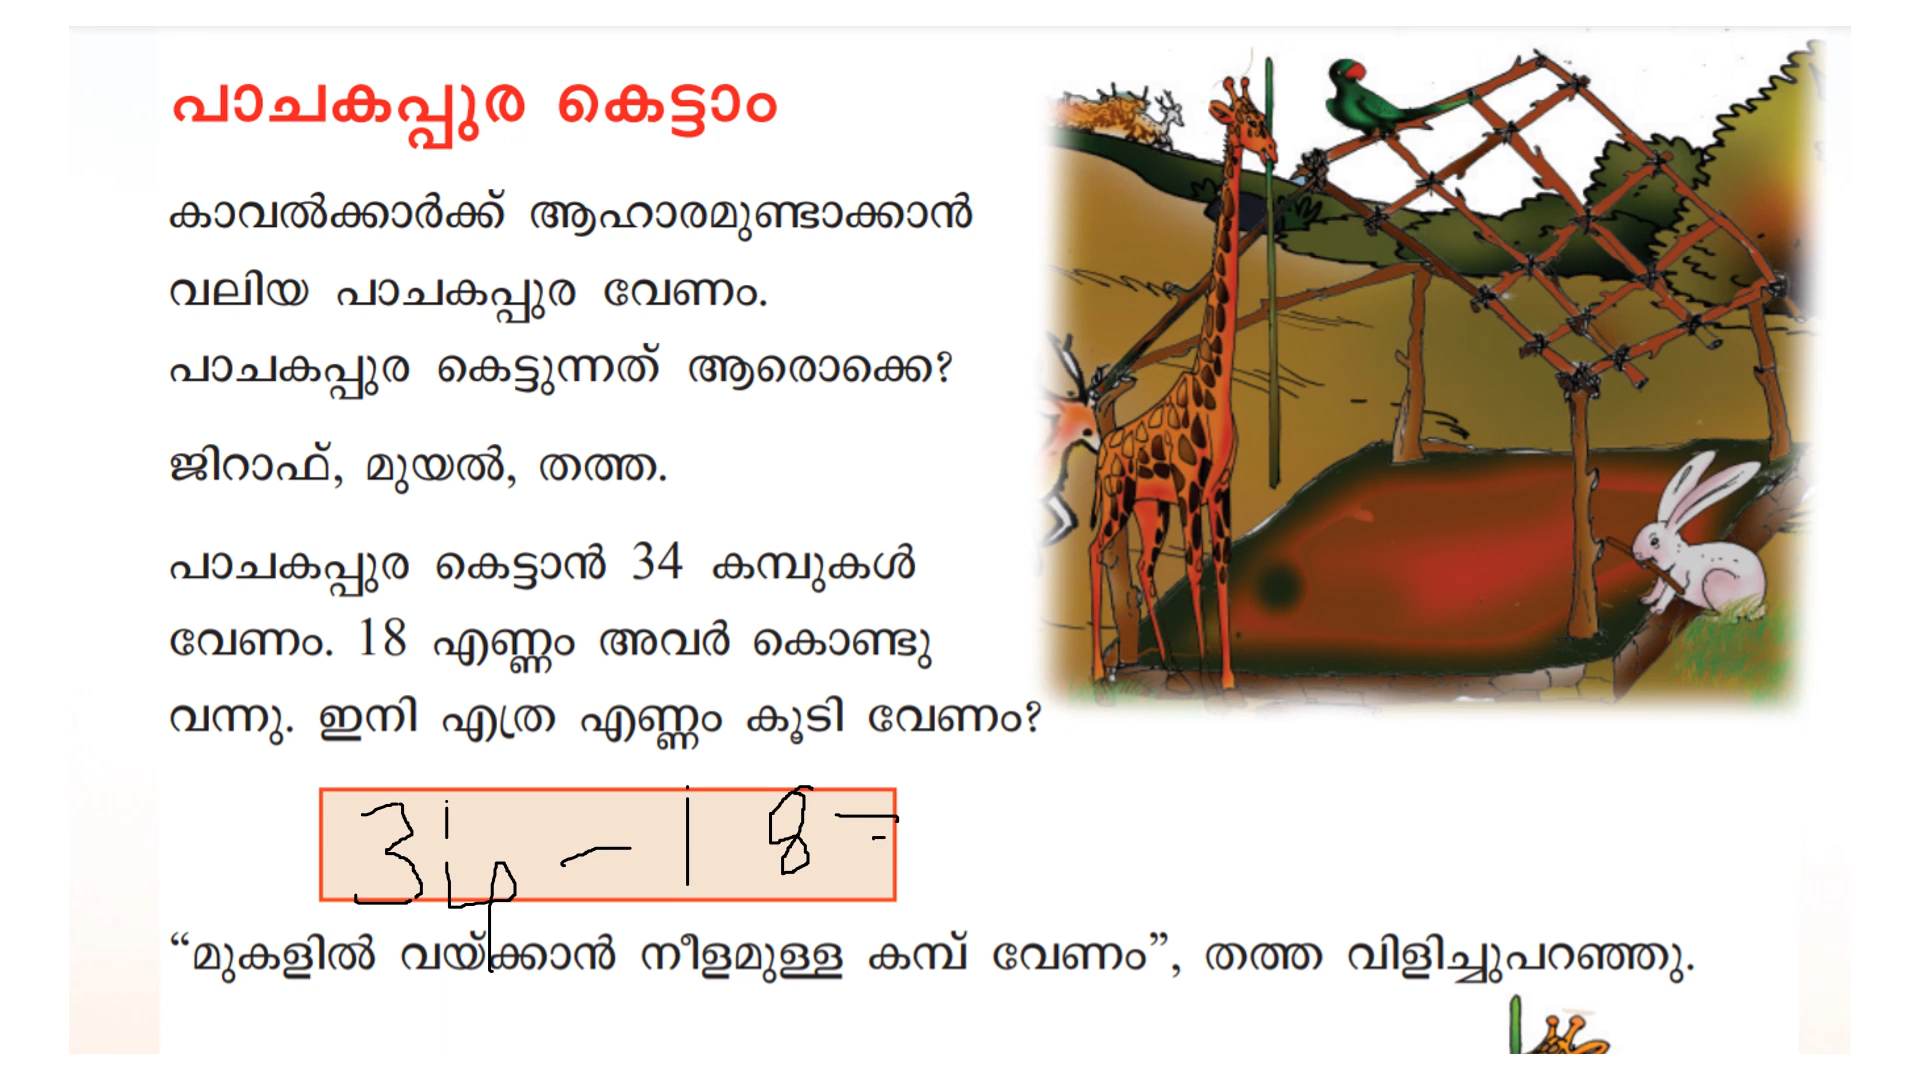 പാചകപ്പുര കെട്ടാം
കാവൽക്കാർക്ക് ആഹാരമുണ്ടാക്കാൻ
വലിയ പാചകപ്പുര വേണം.
പാചകപ്പുര കെട്ടുന്നത് ആരൊക്കെ?
ജിറാഫ്, മുയൽ, തത്ത.
പാചകപ്പുര കെട്ടാൻ 34 കമ്പുകൾ
വേണം. 18 എണ്ണം അവർ കൊണ്ടു
വന്നു. ഇനി എത്ര എണ്ണം കൂടി വേണം?
34 - 18 =
“മുകളിൽ വയ്ക്കാൻ നീളമുള്ള കമ്പ് വേണം”, തത്ത വിളിച്ചുപറഞ്ഞു.